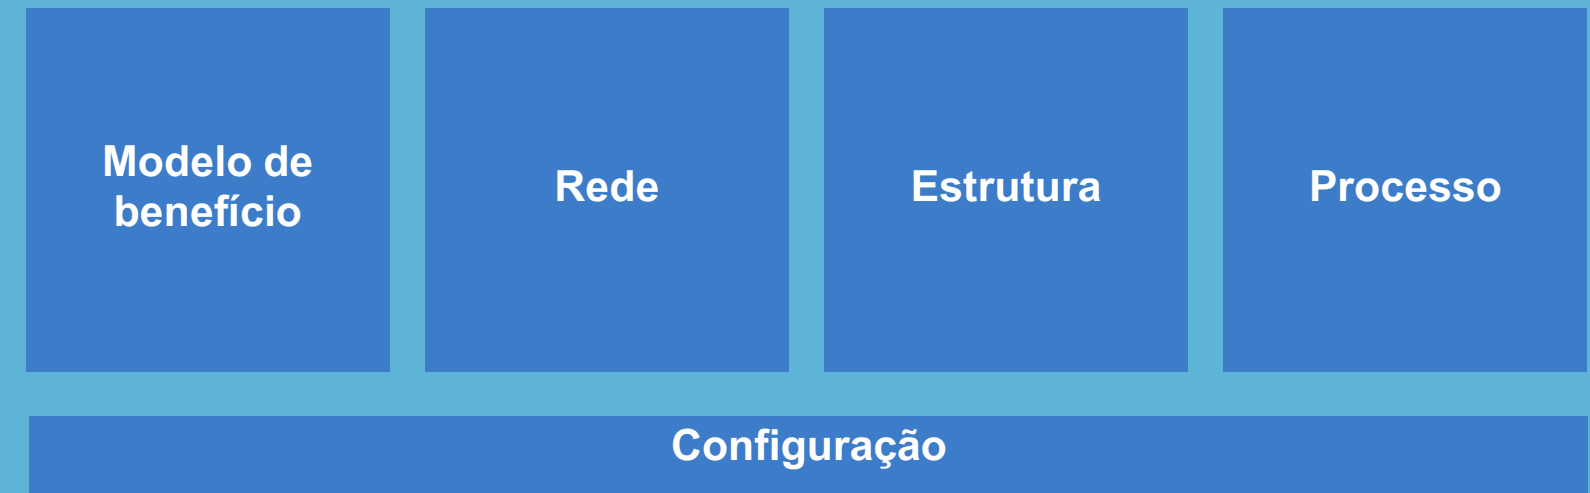 Modelo de
benefício
Rede
Estrutura
Processo
Configuração